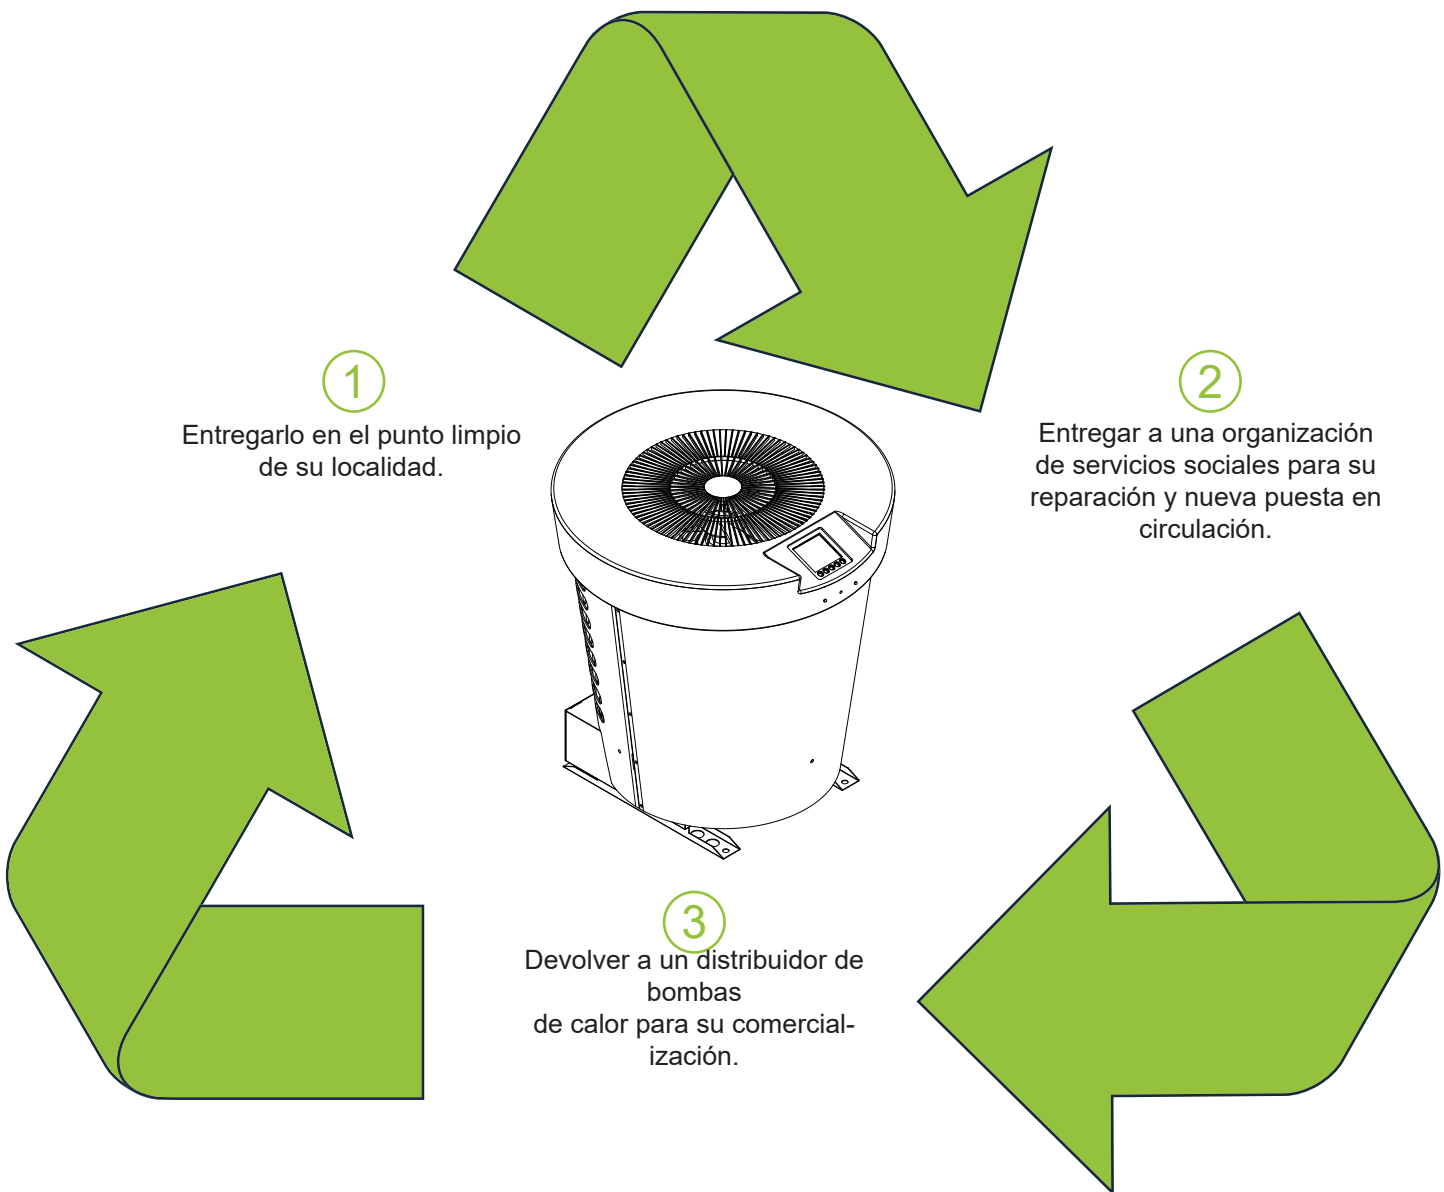 1
Entregarlo en el punto limpio
de su localidad.
2
Entregar a una organización
de servicios sociales para su
reparación y nueva puesta en
circulación.
3
Devolver a un distribuidor de
bombas
de calor para su comercial-
ización.